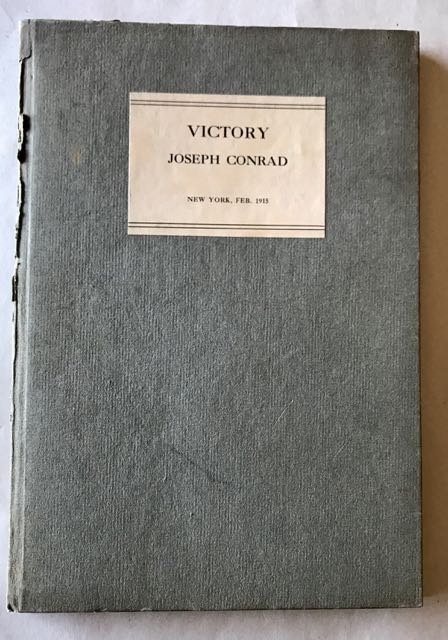 VICTORY
JOSEPH CONRAD
NEW YORK, FEB. 1915